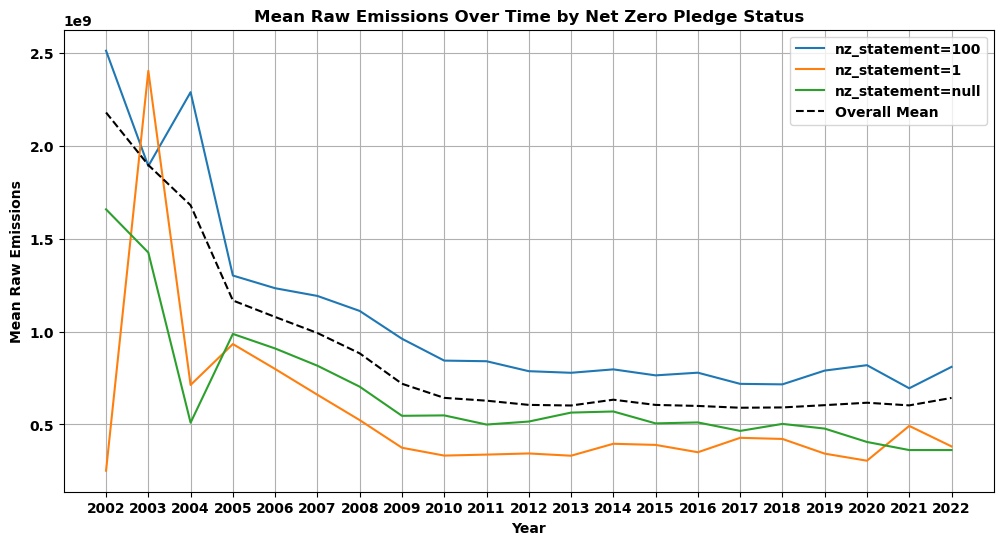 Mean Raw Emissions Over Time by Net Zero Pledge Status
1e9
2.5
2.0
1.5
1.0
0.5
Mean Raw Emissions
nz_statement=100
nz_statement=1
nz_statement=null
Overall Mean
2002 2003 2004 2005 2006 2007 2008 2009 2010 2011 2012 2013 2014 2015 2016 2017 2018 2019 2020 2021 2022
Year